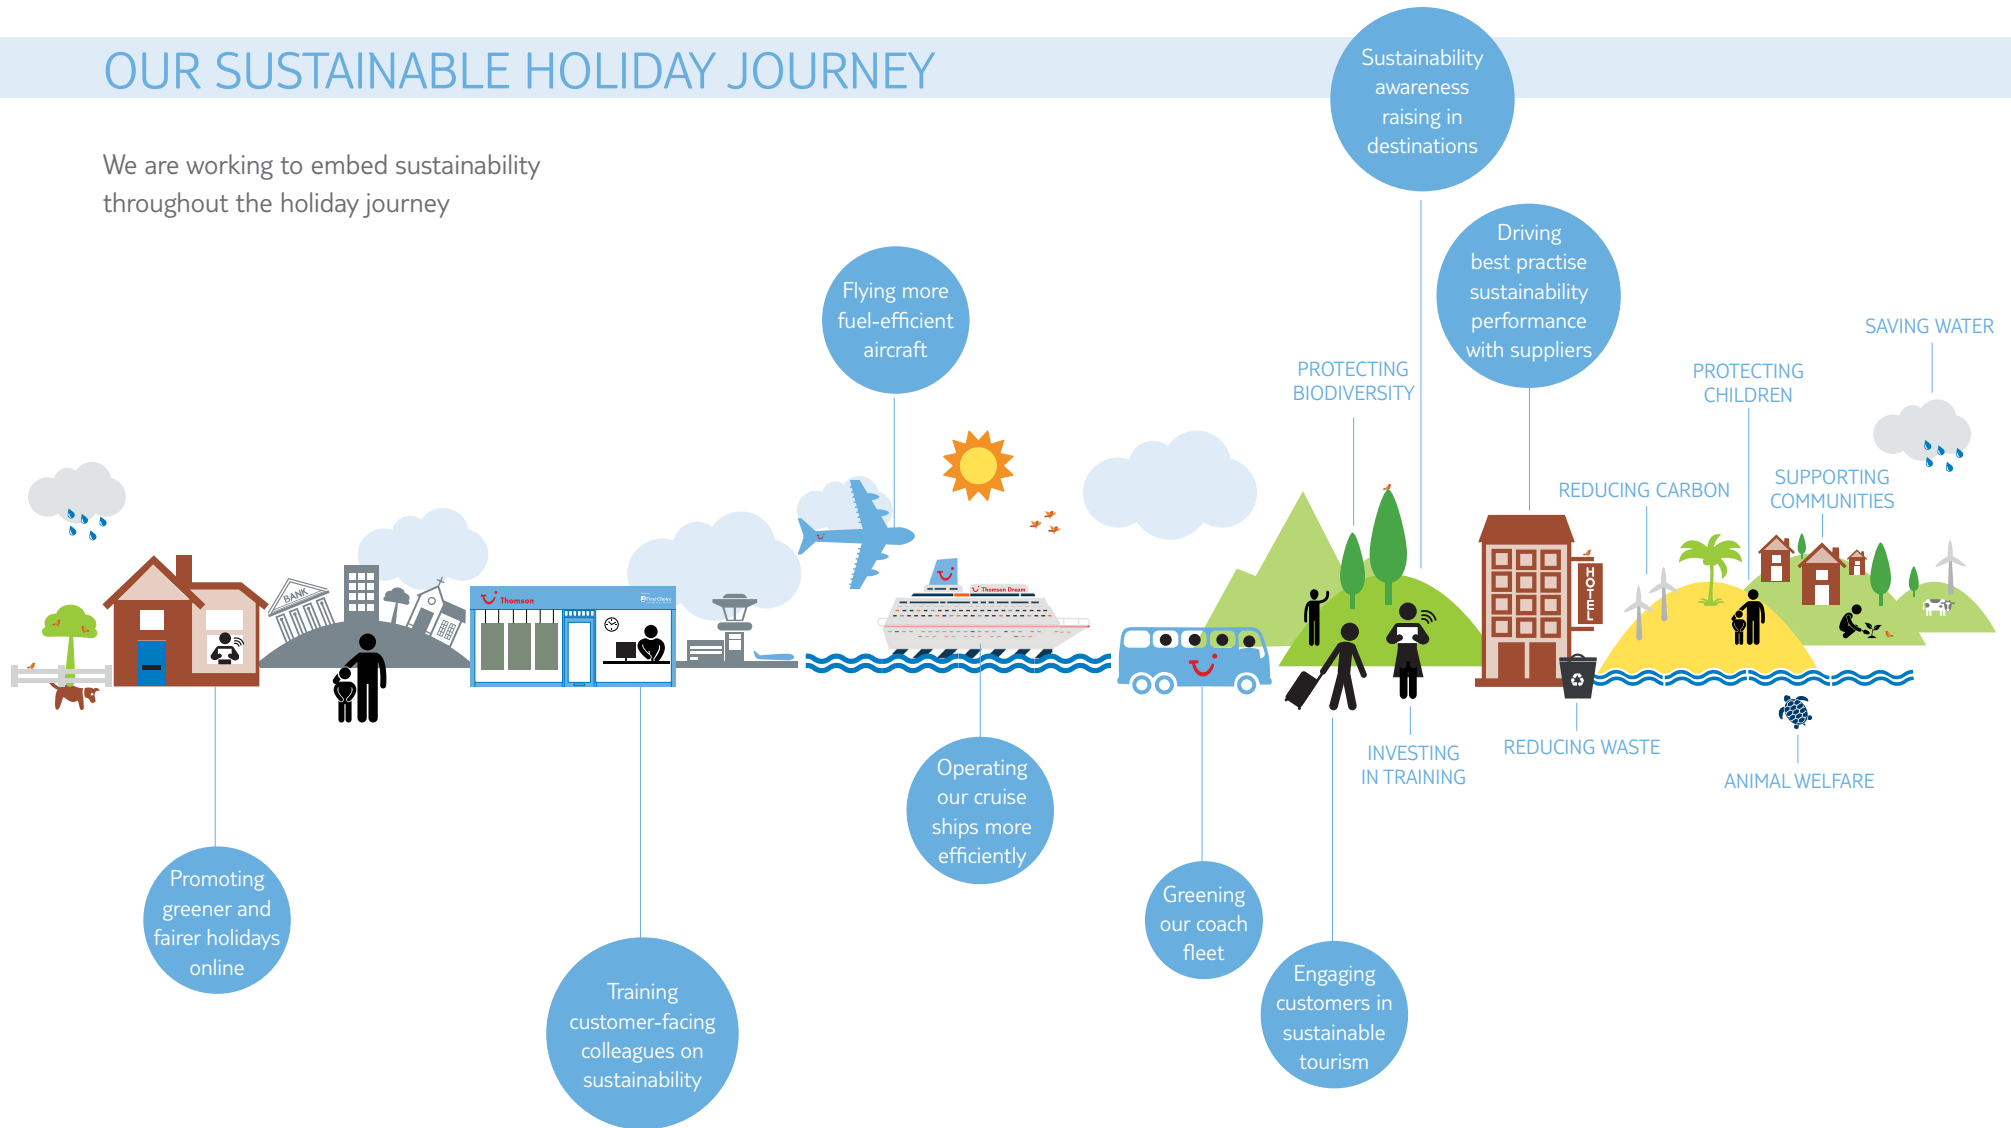 OUR SUSTAINABLE HOLIDAY JOURNEY
We are working to embed sustainability
throughout the holiday journey
Sustainability
awareness
raising in
destinations
Driving
best practise
sustainability
performance
with suppliers
Flying more
fuel-efficient
aircraft
PROTECTING
BIODIVERSITY
SAVING WATER
PROTECTING
CHILDREN
REDUCING CARBON
SUPPORTING
COMMUNITIES
BANK
Thomson
First Choice
Thomson Dream
HOTEL
INVESTING
IN TRAINING
REDUCING WASTE
ANIMAL WELFARE
Operating
our cruise
ships more
efficiently
Promoting
greener and
fairer holidays
online
Greening
our coach
fleet
Training
customer-facing
colleagues on
sustainability
Engaging
customers in
sustainable
tourism